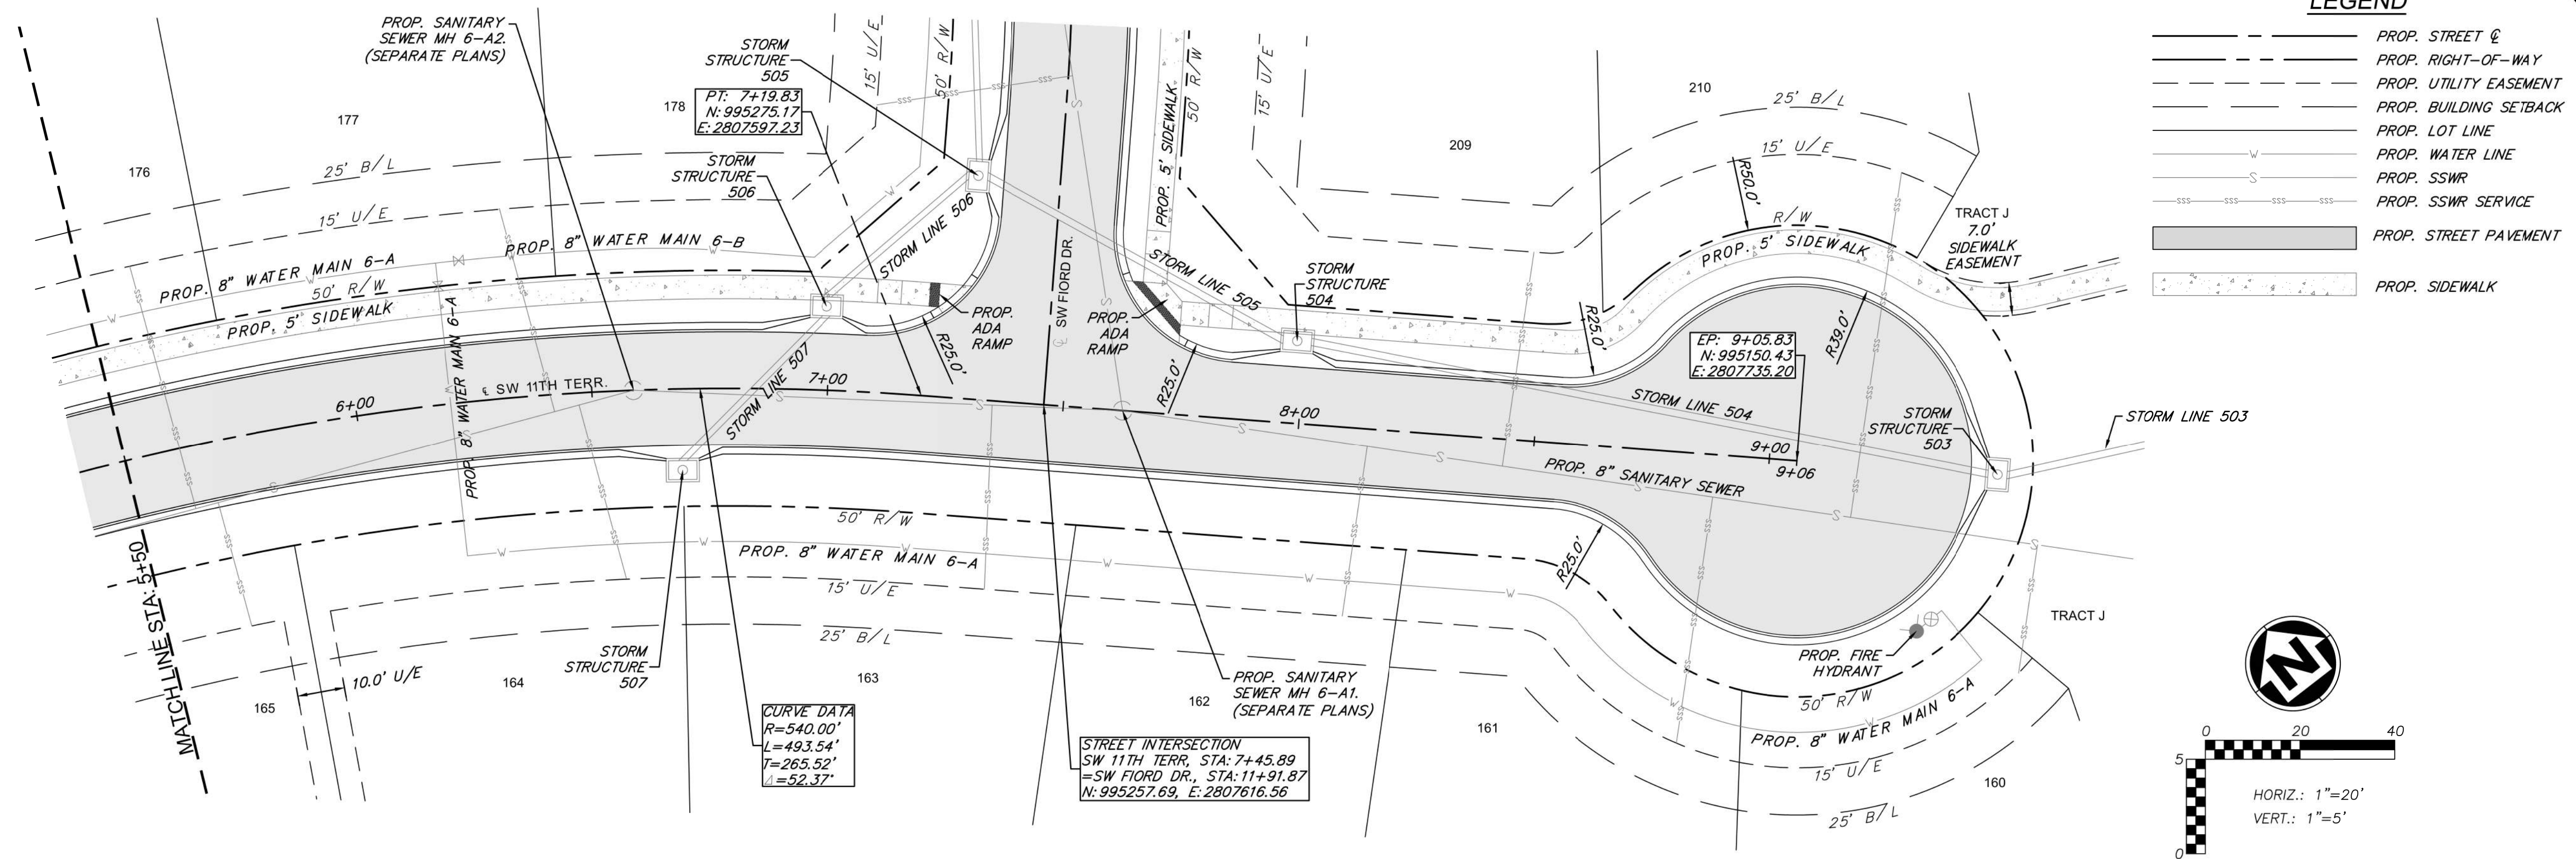 PROP. SANITARY
SEWER MH 6-A2.
(SEPARATE PLANS)
STORM
STRUCTURE
505
178
PT: 7+19.83
N:995275.17
E:2807597.23
STORM
STRUCTURE
506
15' U/E
50' R/W
SSS
S
PROP. 5' SIDEWALK
50' R/W
15' U/E
177
176
25' B/L
15' U/E
PROP. 8" WATER MAIN 6-B
PROP. 8" WATER MAIN 6-A
50' R/W
PROP. 5' SIDEWALK
PROP. 8" WATER MAIN 6-A
STORM LINE 506
STORM LINE 507
℄ SW FIORD DR.
PROP.
ADA
RAMP
PROP.
ADA
RAMP
R25.0'
R25.0'
STORM LINE 505
STORM
STRUCTURE
504
209
210
25' B/L
15' U/E
R50.0'
R/W
PROP. 5' SIDEWALK
TRACT J
7.0'
SIDEWALK
EASEMENT
R25.0'
R39.0'
EP: 9+05.83
N:995150.43
E:2807735.20
STORM LINE 504
STORM
STRUCTURE
503
STORM LINE 503
℄ SW 11TH TERR.
6+00
7+00
8+00
9+00
9+06
PROP. 8" SANITARY SEWER
50' R/W
PROP. 8" WATER MAIN 6-A
15' U/E
25' B/L
R25.0'
MATCH LINE STA: 5+50
10.0' U/E
165
164
STORM
STRUCTURE
507
163
CURVE DATA
R=540.00'
L=493.54'
T=265.52'
Δ=52.37°
STREET INTERSECTION
SW 11TH TERR, STA: 7+45.89
=SW FIORD DR., STA: 11+91.87
N: 995257.69, E: 2807616.56
162
PROP. SANITARY
SEWER MH 6-A1.
(SEPARATE PLANS)
161
PROP. FIRE
HYDRANT
50' R/W
PROP. 8" WATER MAIN 6-A
15' U/E
25' B/L
160
TRACT J
LEGEND
PROP. STREET ℄
PROP. RIGHT-OF-WAY
PROP. UTILITY EASEMENT
PROP. BUILDING SETBACK
PROP. LOT LINE
W PROP. WATER LINE
S PROP. SSWR
SSS SSS SSS SSS PROP. SSWR SERVICE
PROP. STREET PAVEMENT
PROP. SIDEWALK
N
0 20 40
5
0
HORIZ.: 1"=20'
VERT.: 1"=5'